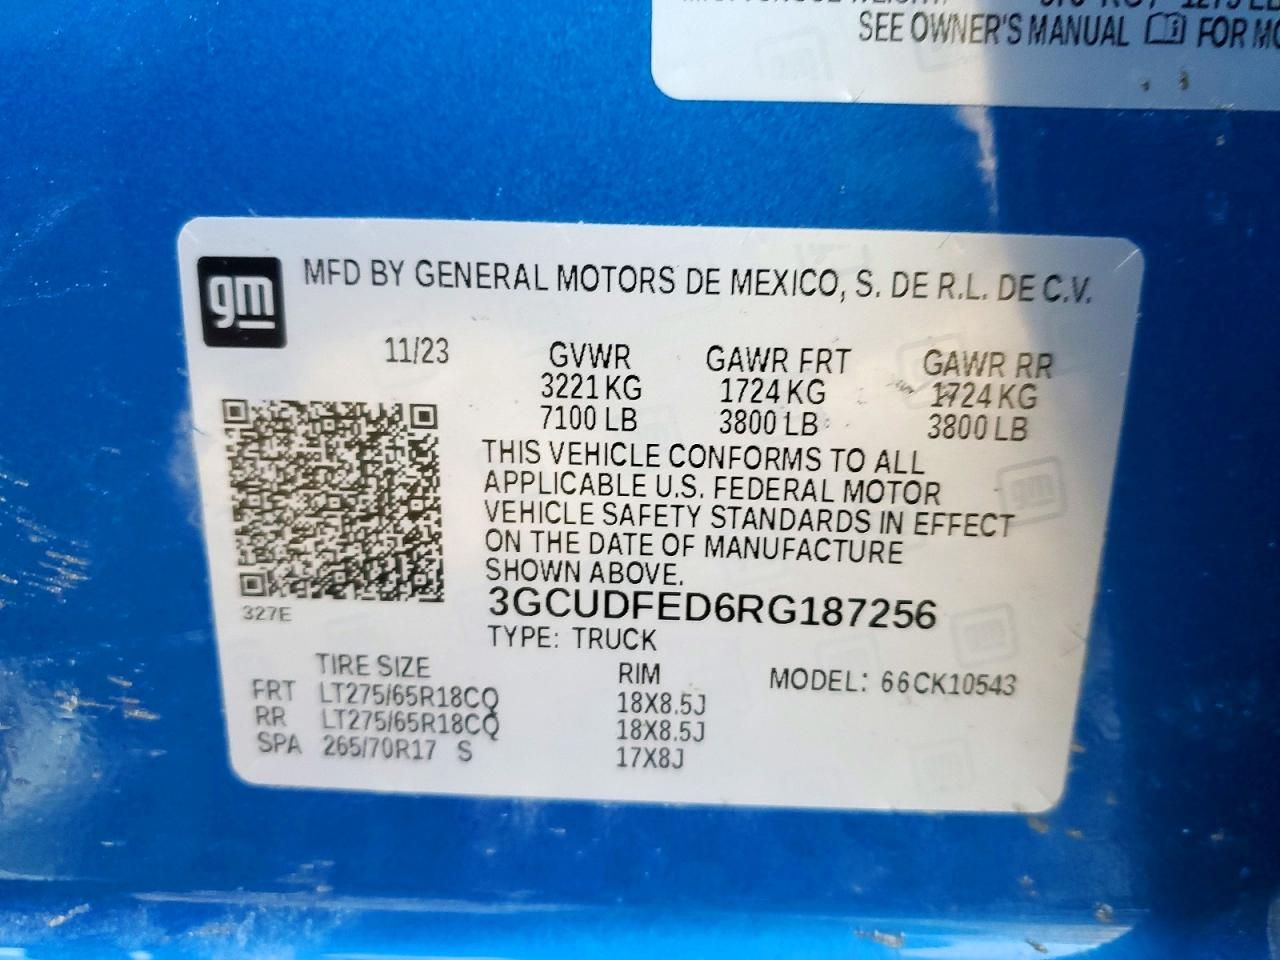 SEE OWNER'S MANUAL FOR
gm
MFD BY GENERAL MOTORS DE MEXICO, S. DE R.L. DE C.V.
11/23 GVWR GAWR FRT GAWR RR
3221 KG 1724 KG 1724 KG
7100 LB 3800 LB 3800 LB
THIS VEHICLE CONFORMS TO ALL
APPLICABLE U.S. FEDERAL MOTOR
VEHICLE SAFETY STANDARDS IN EFFECT
ON THE DATE OF MANUFACTURE
SHOWN ABOVE.
3GCUDFED6RG187256
327E
TYPE: TRUCK
TIRE SIZE RIM MODEL: 66CK10543
FRT LT275/65R18CQ 18X8.5J
RR LT275/65R18CQ 18X8.5J
SPA 265/70R17 S 17X8J